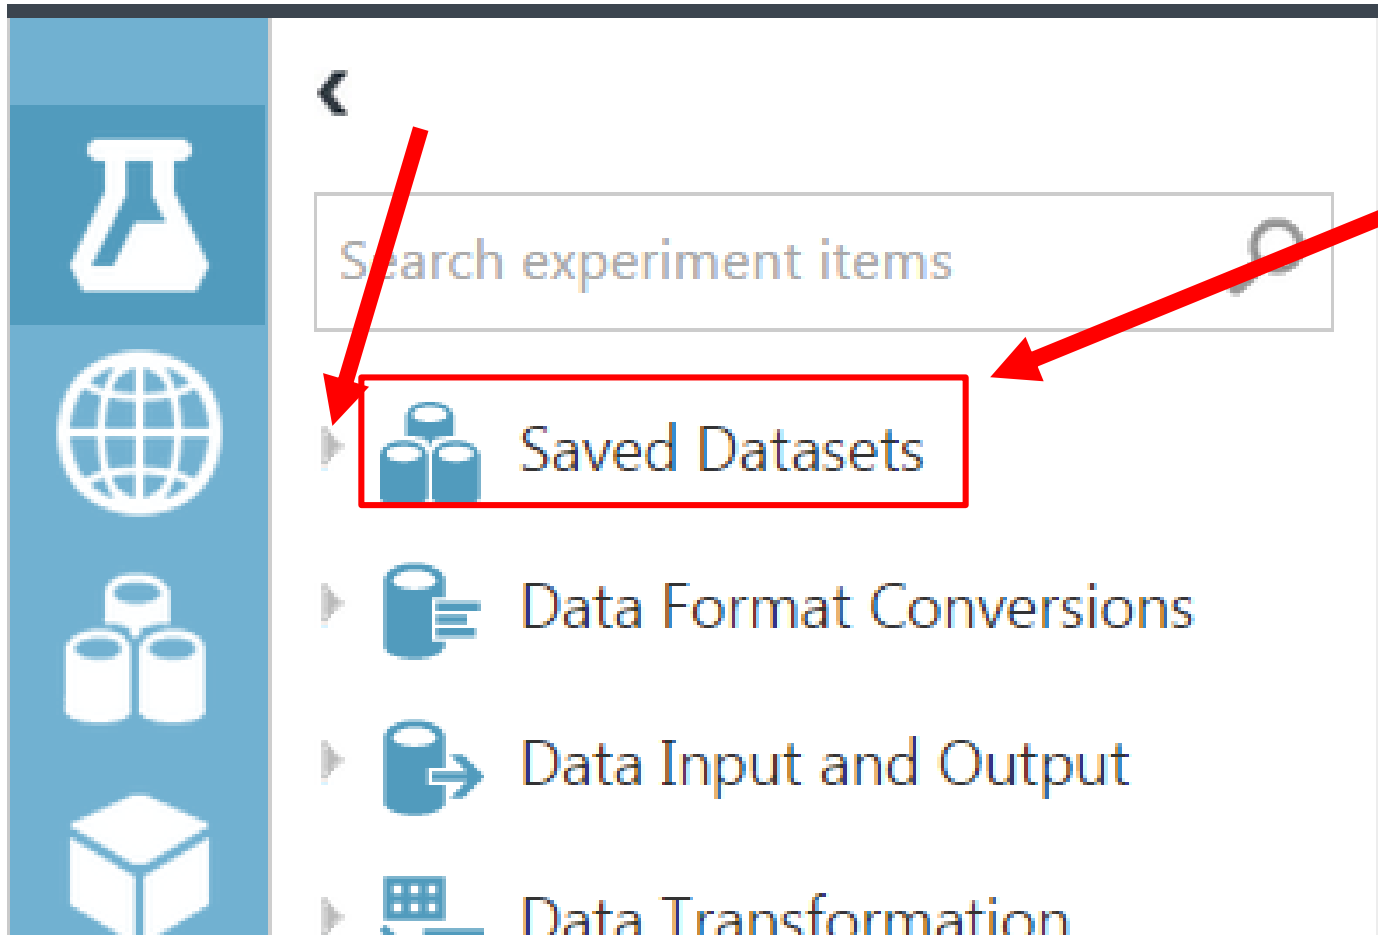 Search experiment items
Saved Datasets
Data Format Conversions
Data Input and Output
Data Transformation